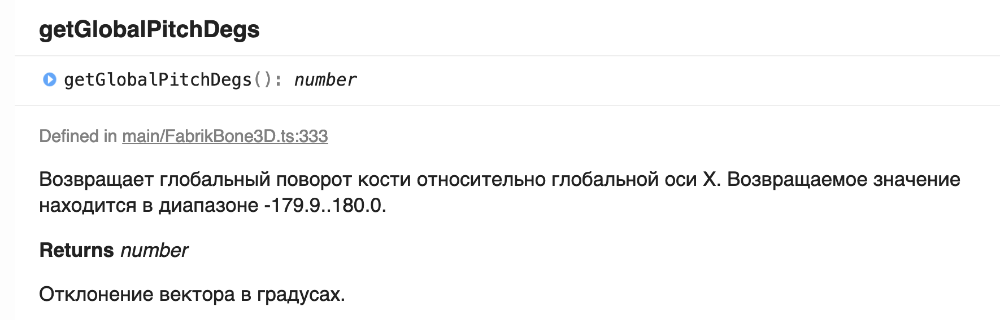 getGlobalPitchDegs
getGlobalPitchDegs(): number
Defined in main/FabrikBone3D.ts:333
Возвращает глобальный поворот кости относительно глобальной оси X. Возвращаемое значение
находится в диапазоне -179.9..180.0.
Returns number
Отклонение вектора в градусах.